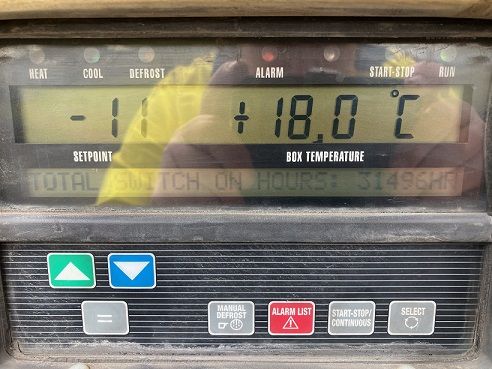 HEAT COOL DEFROST ALARM START-STOP RUN
-11 +18,0 °C
SETPOINT BOX TEMPERATURE
TOTAL SWITCH ON HOURS: 31496HR
MANUAL DEFROST
ALARM LIST
START-STOP/ CONTINUOUS
SELECT
=